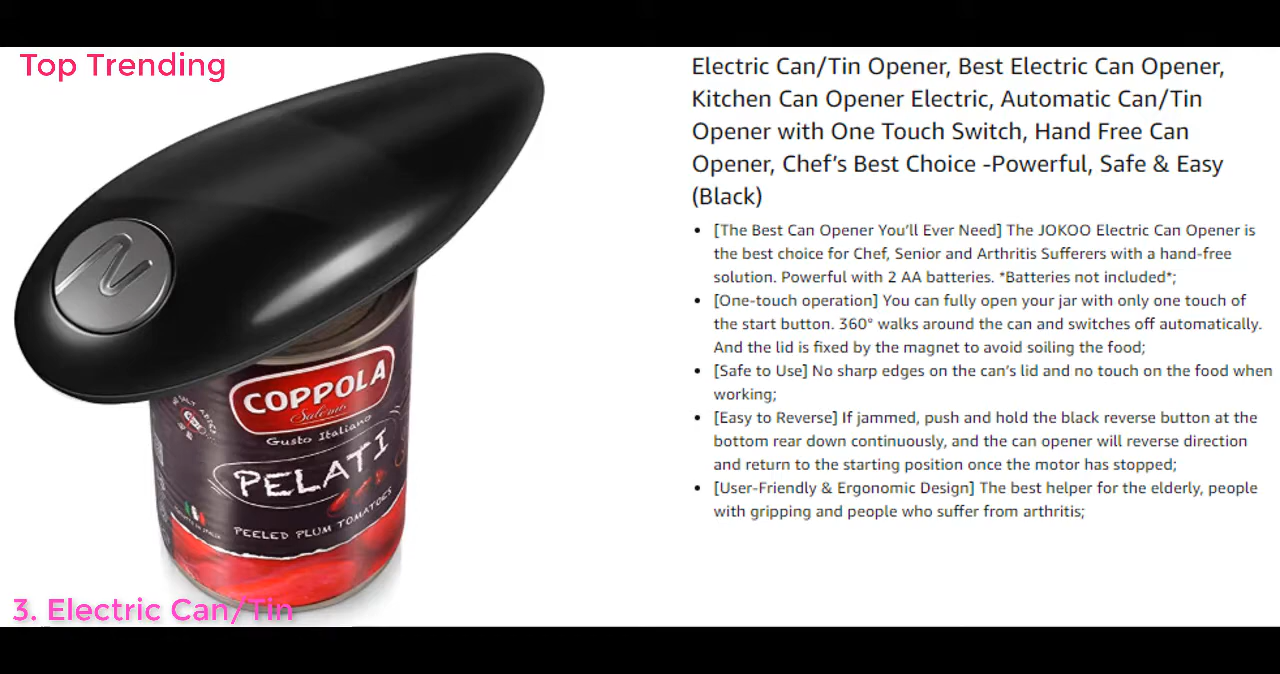 Top Trending
Electric Can/Tin Opener, Best Electric Can Opener,
Kitchen Can Opener Electric, Automatic Can/Tin
Opener with One Touch Switch, Hand Free Can
Opener, Chef's Best Choice -Powerful, Safe & Easy
(Black)
• [The Best Can Opener You'll Ever Need] The JOKOO Electric Can Opener is
the best choice for Chef, Senior and Arthritis Sufferers with a hand-free
solution. Powerful with 2 AA batteries. *Batteries not included*;
• [One-touch operation] You can fully open your jar with only one touch of
the start button. 360° walks around the can and switches off automatically.
And the lid is fixed by the magnet to avoid soiling the food;
• [Safe to Use] No sharp edges on the can's lid and no touch on the food when
working;
• [Easy to Reverse] If jammed, push and hold the black reverse button at the
bottom rear down continuously, and the can opener will reverse direction
and return to the starting position once the motor has stopped;
• [User-Friendly & Ergonomic Design] The best helper for the elderly, people
with gripping and people who suffer from arthritis;
COPPOLA
Salerno
Gusto Italiano
PELATI
PEELED PLUM TOMATOES
3. Electric Can/Tin